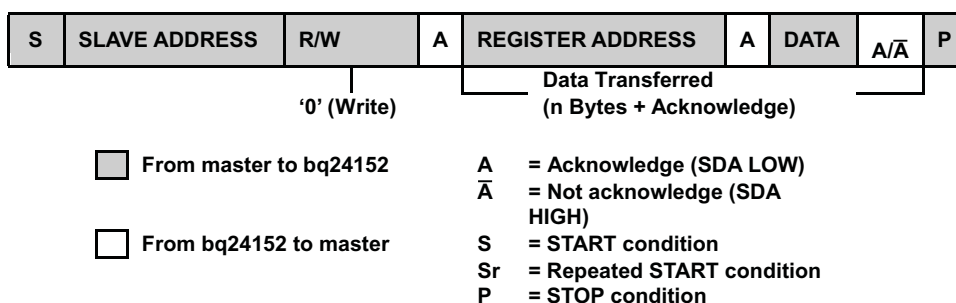 S SLAVE ADDRESS R/W A REGISTER ADDRESS A DATA A/A̅ P
Data Transferred
‘0’ (Write) (n Bytes + Acknowledge)
From master to bq24152
A = Acknowledge (SDA LOW)
A̅ = Not acknowledge (SDA
HIGH)
From bq24152 to master
S = START condition
Sr = Repeated START condition
P = STOP condition